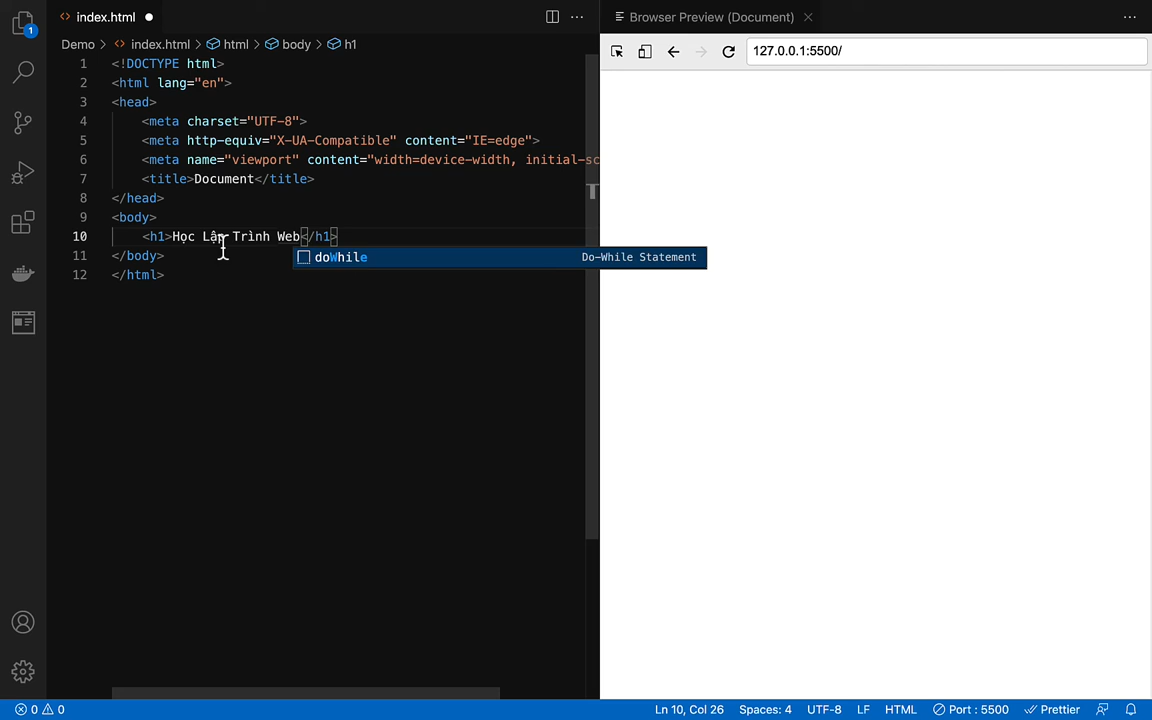 index.html
Browser Preview (Document)
Demo > index.html > html > body > h1
127.0.0.1:5500/
1 <!DOCTYPE html>
2 <html lang="en">
3 <head>
4 <meta charset="UTF-8">
5 <meta http-equiv="X-UA-Compatible" content="IE=edge">
6 <meta name="viewport" content="width=device-width, initial-sc
7 <title>Document</title>
8 </head>
9 <body>
10 <h1>Học Lập Trình Web</h1>
doWhile Do-While Statement
11 </body>
12 </html>
1
0 0
Ln 10, Col 26 Spaces: 4 UTF-8 LF HTML Port : 5500 Prettier